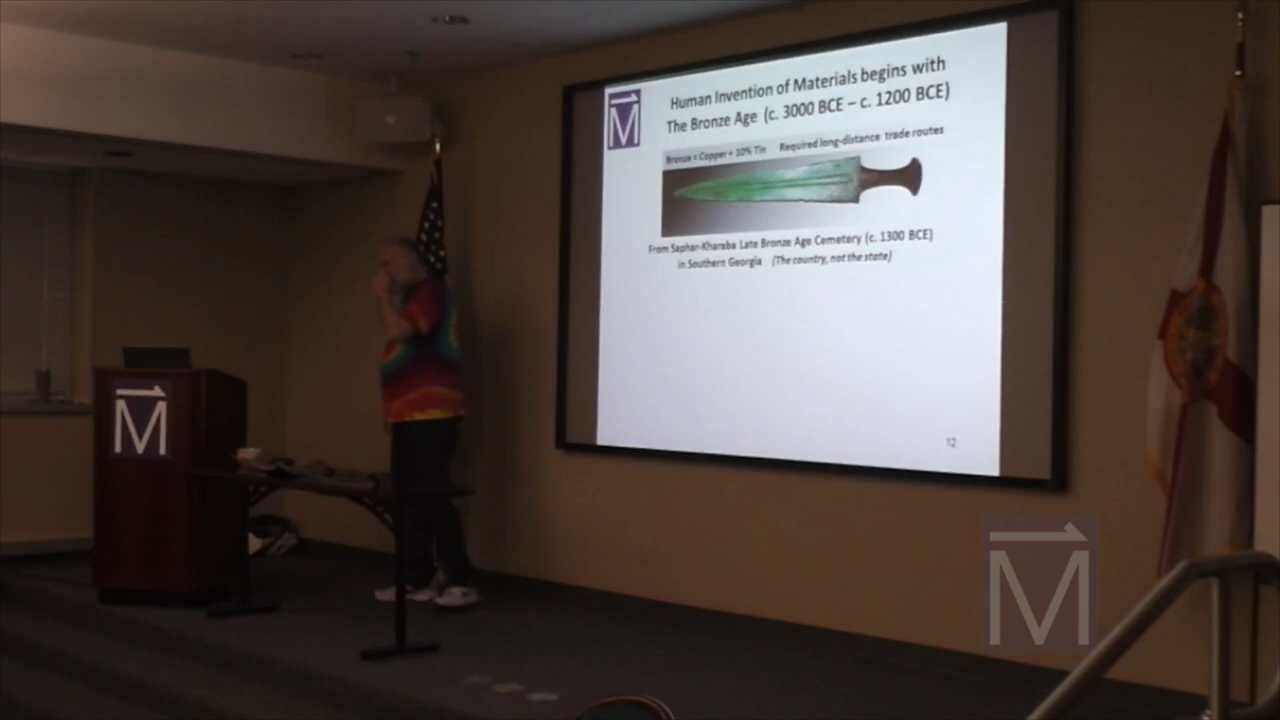 M
Human Invention of Materials begins with
The Bronze Age (c. 3000 BCE – c. 1200 BCE)
Bronze = Copper + 10% Tin Required long-distance trade routes
From Saphar-Kharaba Late Bronze Age Cemetery (c. 1300 BCE)
in Southern Georgia (The country, not the state)
12
M
M